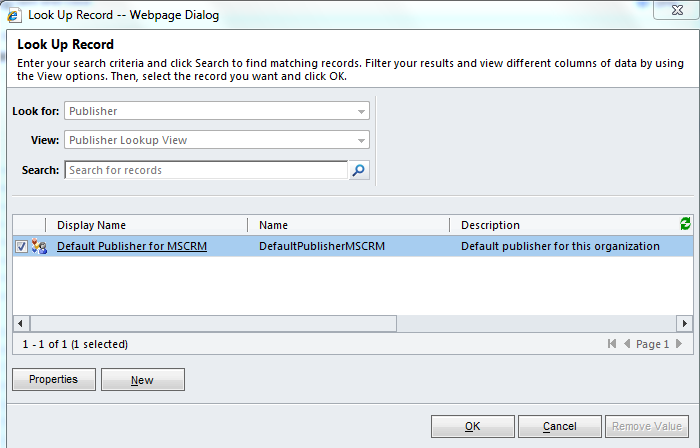 Look Up Record -- Webpage Dialog
Look Up Record
Enter your search criteria and click Search to find matching records. Filter your results and view different columns of data by using
the View options. Then, select the record you want and click OK.
Look for: Publisher
View: Publisher Lookup View
Search: Search for records
Display Name Name Description
Default Publisher for MSCRM DefaultPublisherMSCRM Default publisher for this organization
1 - 1 of 1 (1 selected) Page 1
Properties New
OK Cancel Remove Value